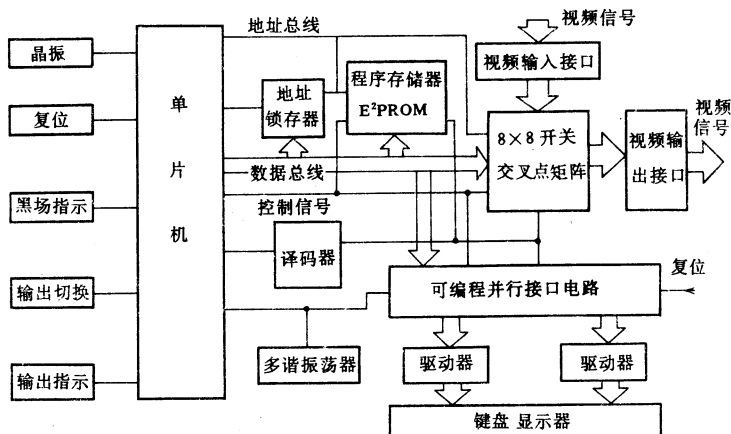 晶振
复位
黑场指示
输出切换
输出指示
单
片
机
地址总线
地址
锁存器
程序存储器
E²PROM
数据总线
控制信号
译码器
多谐振荡器
视频信号
视频输入接口
8×8开关
交叉点矩阵
视频输
出接口
视频
信号
可编程并行接口电路
复位
驱动器
驱动器
键盘 显示器